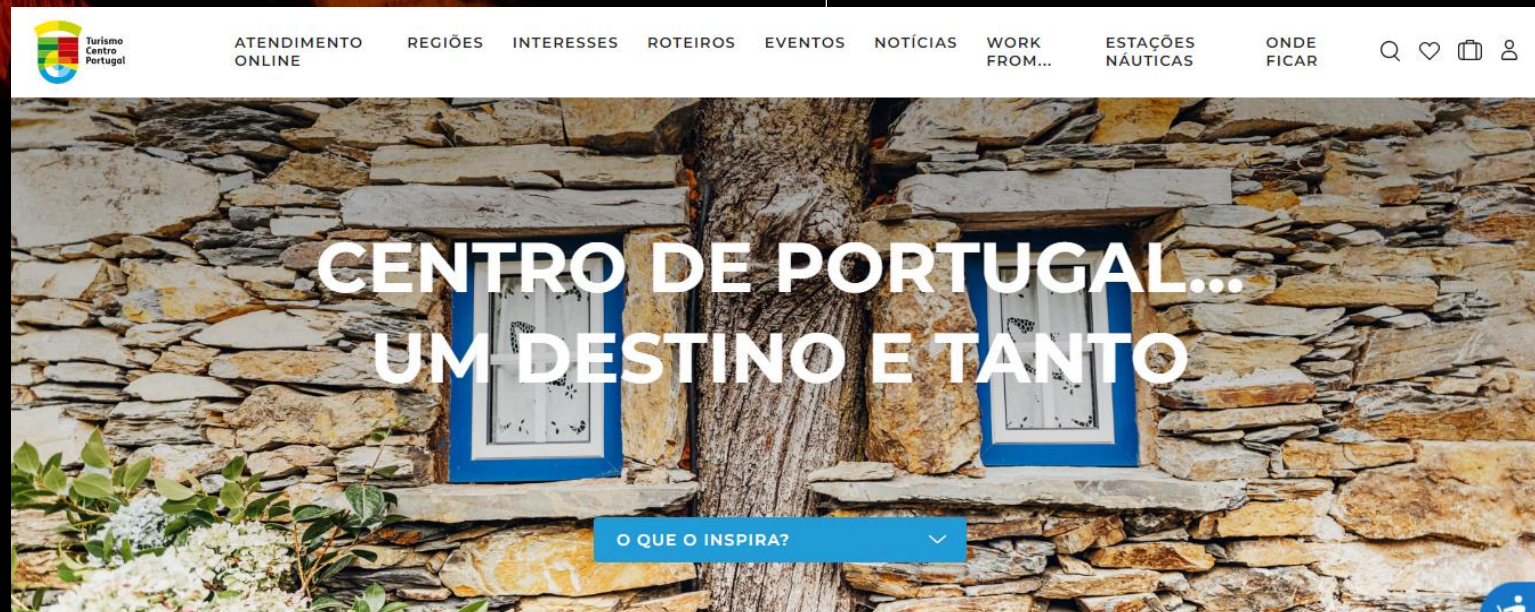 Turismo
Centro
Portugal
ATENDIMENTO
ONLINE
REGIÕES
INTERESSES
ROTEIROS
EVENTOS
NOTÍCIAS
WORK
FROM...
ESTAÇÕES
NÁUTICAS
ONDE
FICAR
CENTRO DE PORTUGAL...
UM DESTINO E TANTO
O QUE O INSPIRA?